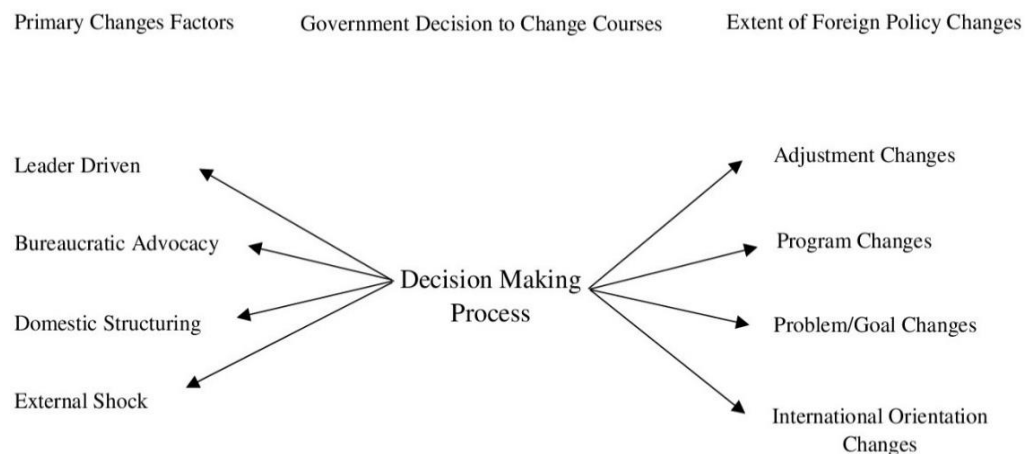 Primary Changes Factors
Government Decision to Change Courses
Extent of Foreign Policy Changes
Leader Driven
Bureaucratic Advocacy
Domestic Structuring
External Shock
Decision Making
Process
Adjustment Changes
Program Changes
Problem/Goal Changes
International Orientation
Changes